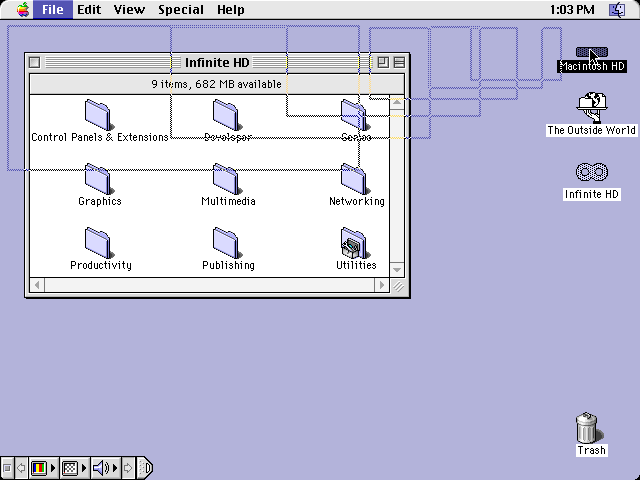 File Edit View Special Help 1:03 PM
Infinite HD
9 items, 682 MB available
Control Panels & Extensions Developer Games
Graphics Multimedia Networking
Productivity Publishing Utilities
Macintosh HD
The Outside World
Infinite HD
Trash